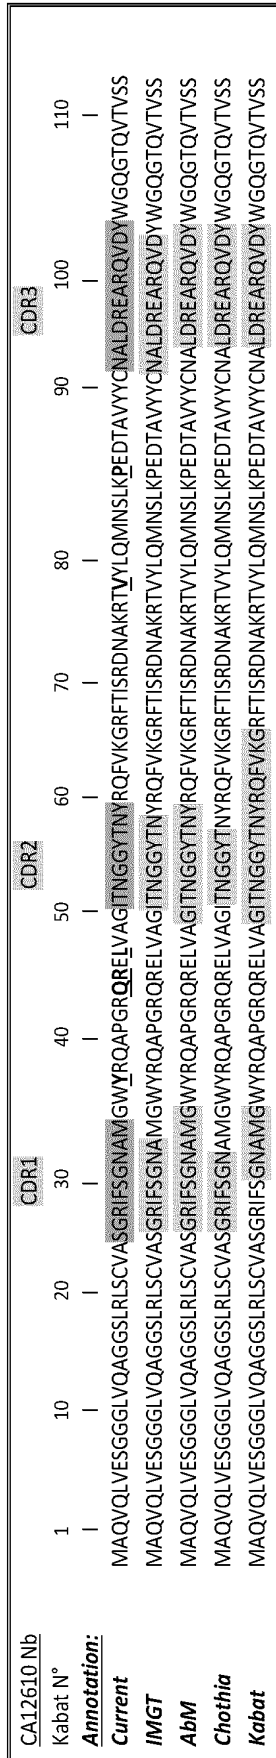 CA12610 Nb CDR1 CDR2 CDR3
Kabat N° 1 10 20 30 40 50 60 70 80 90 100 110
Annotation:
Current MAQVQLVESGGGLVQAGGSLRLSCVASGRIFSGNAMGWYRQAPGRQRELVAGITNGGYTNYRQFVKGRFTISRDNAKRTVYLQMNSLKPEDTAVYYCNALDREARQVDYWGQGTQVTVSS
IMGT MAQVQLVESGGGLVQAGGSLRLSCVASGRIFSGNAMGWYRQAPGRQRELVAGITNGGYTNYRQFVKGRFTISRDNAKRTVYLQMNSLKPEDTAVYYCNALDREARQVDYWGQGTQVTVSS
AbM MAQVQLVESGGGLVQAGGSLRLSCVASGRIFSGNAMGWYRQAPGRQRELVAGITNGGYTNYRQFVKGRFTISRDNAKRTVYLQMNSLKPEDTAVYYCNALDREARQVDYWGQGTQVTVSS
Chothia MAQVQLVESGGGLVQAGGSLRLSCVASGRIFSGNAMGWYRQAPGRQRELVAGITNGGYTNYRQFVKGRFTISRDNAKRTVYLQMNSLKPEDTAVYYCNALDREARQVDYWGQGTQVTVSS
Kabat MAQVQLVESGGGLVQAGGSLRLSCVASGRIFSGNAMGWYRQAPGRQRELVAGITNGGYTNYRQFVKGRFTISRDNAKRTVYLQMNSLKPEDTAVYYCNALDREARQVDYWGQGTQVTVSS